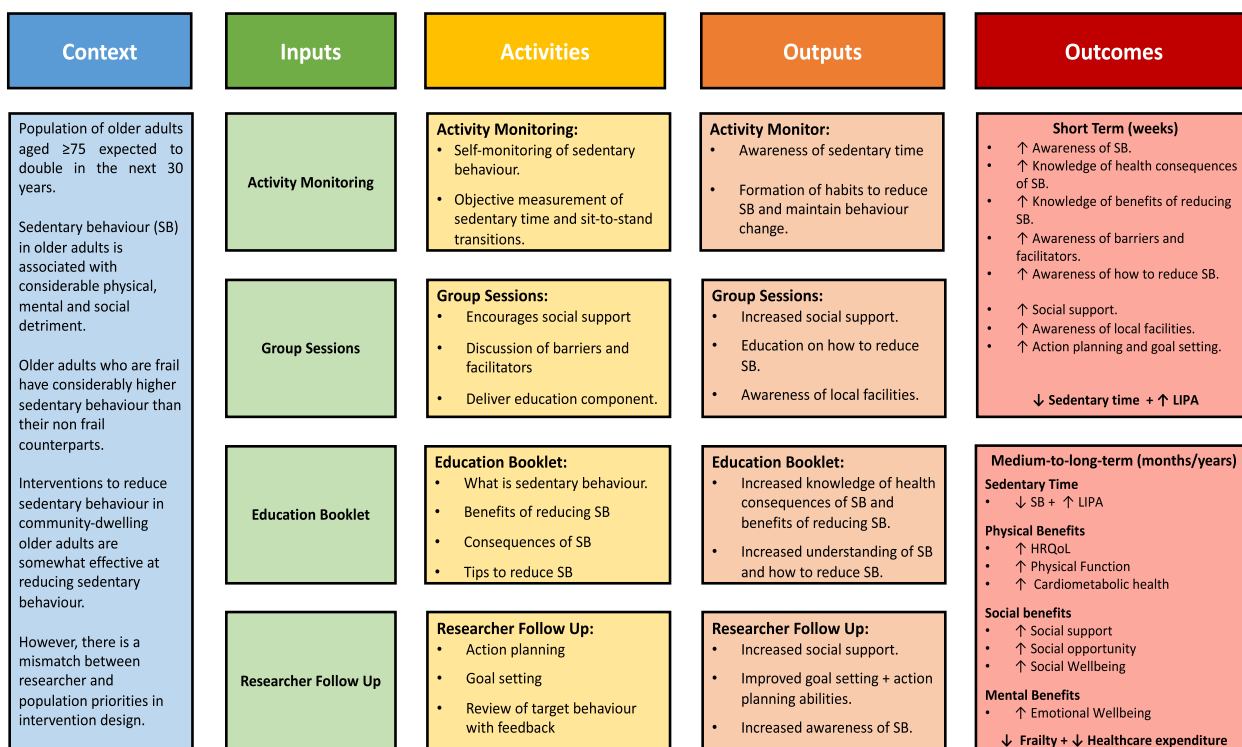 Context
Inputs
Activities
Outputs
Outcomes
Population of older adults
aged ≥75 expected to
double in the next 30
years.
Sedentary behaviour (SB)
in older adults is
associated with
considerable physical,
mental and social
detriment.
Older adults who are frail
have considerably higher
sedentary behaviour than
their non frail
counterparts.
Interventions to reduce
sedentary behaviour in
community-dwelling
older adults are
somewhat effective at
reducing sedentary
behaviour.
However, there is a
mismatch between
researcher and
population priorities in
intervention design.
Activity Monitoring
Group Sessions
Education Booklet
Researcher Follow Up
Activity Monitoring:
• Self-monitoring of sedentary
behaviour.
• Objective measurement of
sedentary time and sit-to-stand
transitions.
Group Sessions:
• Encourages social support
• Discussion of barriers and
facilitators
• Deliver education component.
Education Booklet:
• What is sedentary behaviour.
• Benefits of reducing SB
• Consequences of SB
• Tips to reduce SB
Researcher Follow Up:
• Action planning
• Goal setting
• Review of target behaviour
with feedback
Activity Monitor:
• Awareness of sedentary time
• Formation of habits to reduce
SB and maintain behaviour
change.
Group Sessions:
• Increased social support.
• Education on how to reduce
SB.
• Awareness of local facilities.
Education Booklet:
• Increased knowledge of health
consequences of SB and
benefits of reducing SB.
• Increased understanding of SB
and how to reduce SB.
Researcher Follow Up:
• Increased social support.
• Improved goal setting + action
planning abilities.
• Increased awareness of SB.
Short Term (weeks)
• ↑ Awareness of SB.
• ↑ Knowledge of health consequences
of SB.
• ↑ Knowledge of benefits of reducing
SB.
• ↑ Awareness of barriers and
facilitators.
• ↑ Awareness of how to reduce SB.
• ↑ Social support.
• ↑ Awareness of local facilities.
• ↑ Action planning and goal setting.
↓ Sedentary time + ↑ LIPA
Medium-to-long-term (months/years)
Sedentary Time
• ↓ SB + ↑ LIPA
Physical Benefits
• ↑ HRQoL
• ↑ Physical Function
• ↑ Cardiometabolic health
Social benefits
• ↑ Social support
• ↑ Social opportunity
• ↑ Social Wellbeing
Mental Benefits
• ↑ Emotional Wellbeing
↓ Frailty + ↓ Healthcare expenditure